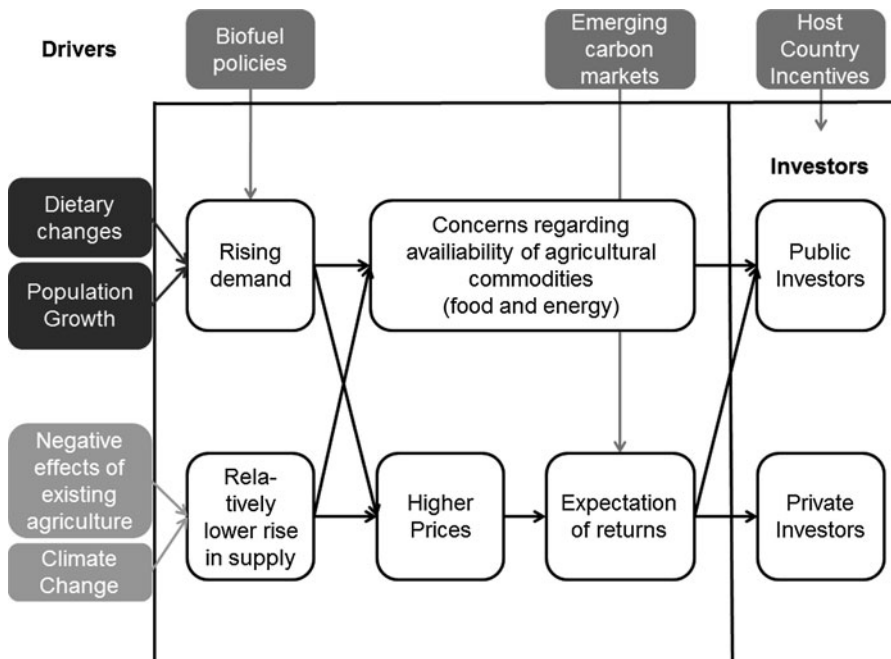 Drivers
Biofuel
policies
Emerging
carbon
markets
Host
Country
Incentives
Investors
Dietary
changes
Population
Growth
Rising
demand
Concerns regarding
availiability of agricultural
commodities
(food and energy)
Public
Investors
Negative
effects of
existing
agriculture
Climate
Change
Rela-
tively
lower rise
in supply
Higher
Prices
Expectation
of returns
Private
Investors